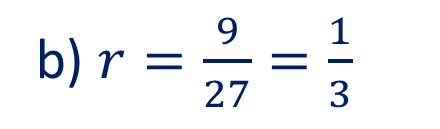 b) r = 9/27 = 1/3